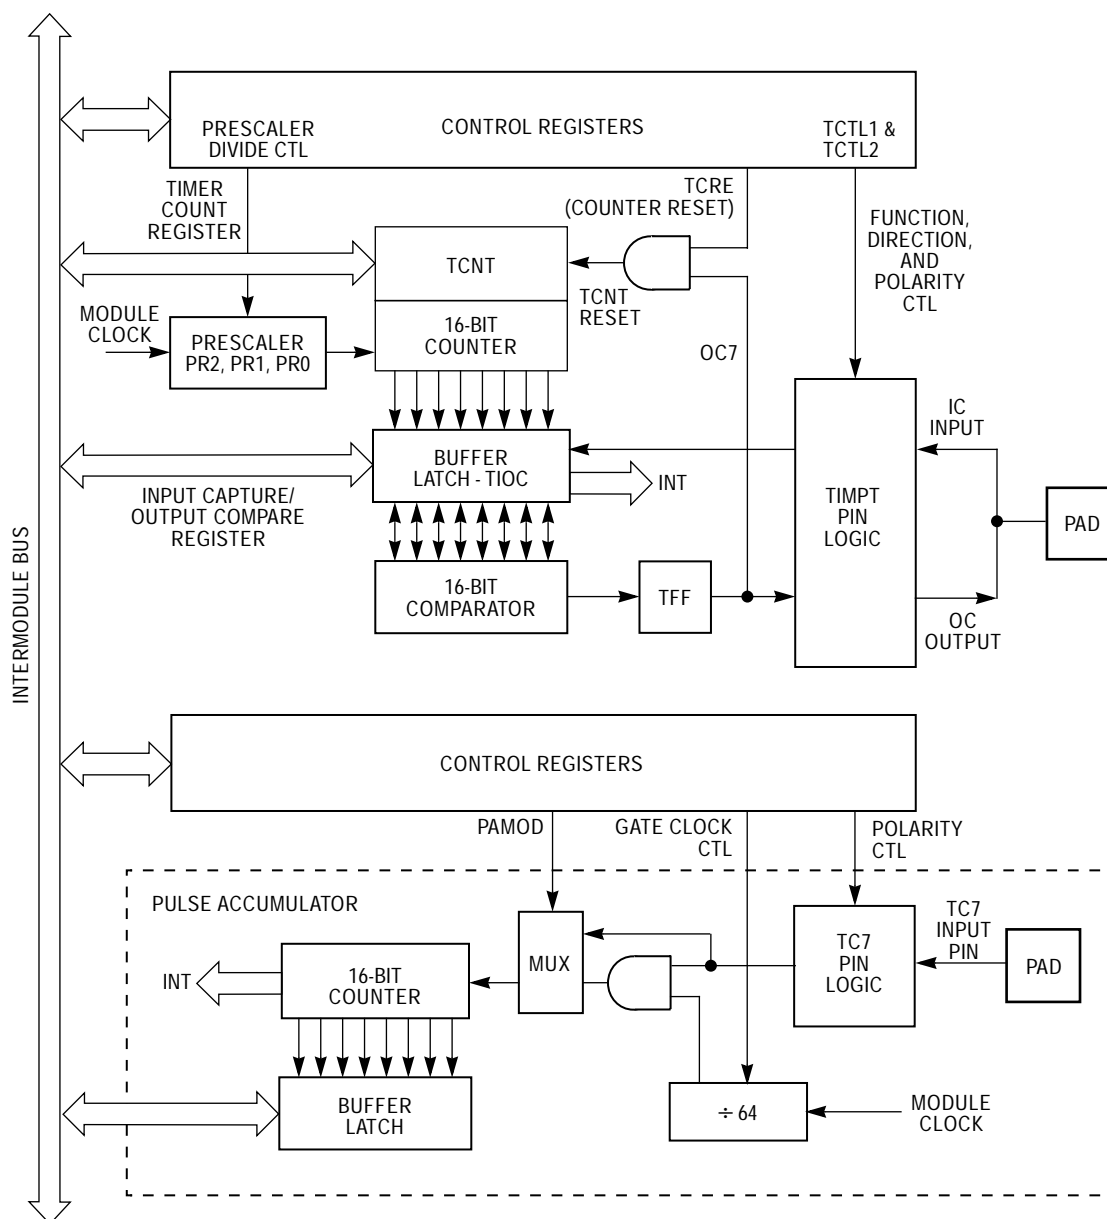 INTERMODULE BUS
PRESCALER
DIVIDE CTL
CONTROL REGISTERS
TCTL1 &
TCTL2
TIMER
COUNT
REGISTER
TCRE
(COUNTER RESET)
FUNCTION,
DIRECTION,
AND
POLARITY
CTL
TCNT
TCNT
RESET
MODULE
CLOCK
PRESCALER
PR2, PR1, PR0
16-BIT
COUNTER
OC7
IC
INPUT
BUFFER
LATCH - TIOC
INT
INPUT CAPTURE/
OUTPUT COMPARE
REGISTER
TIMPT
PIN
LOGIC
PAD
16-BIT
COMPARATOR
TFF
OC
OUTPUT
CONTROL REGISTERS
PAMOD
GATE CLOCK
CTL
POLARITY
CTL
PULSE ACCUMULATOR
INT
16-BIT
COUNTER
MUX
TC7
PIN
LOGIC
TC7
INPUT
PIN
PAD
BUFFER
LATCH
÷ 64
MODULE
CLOCK